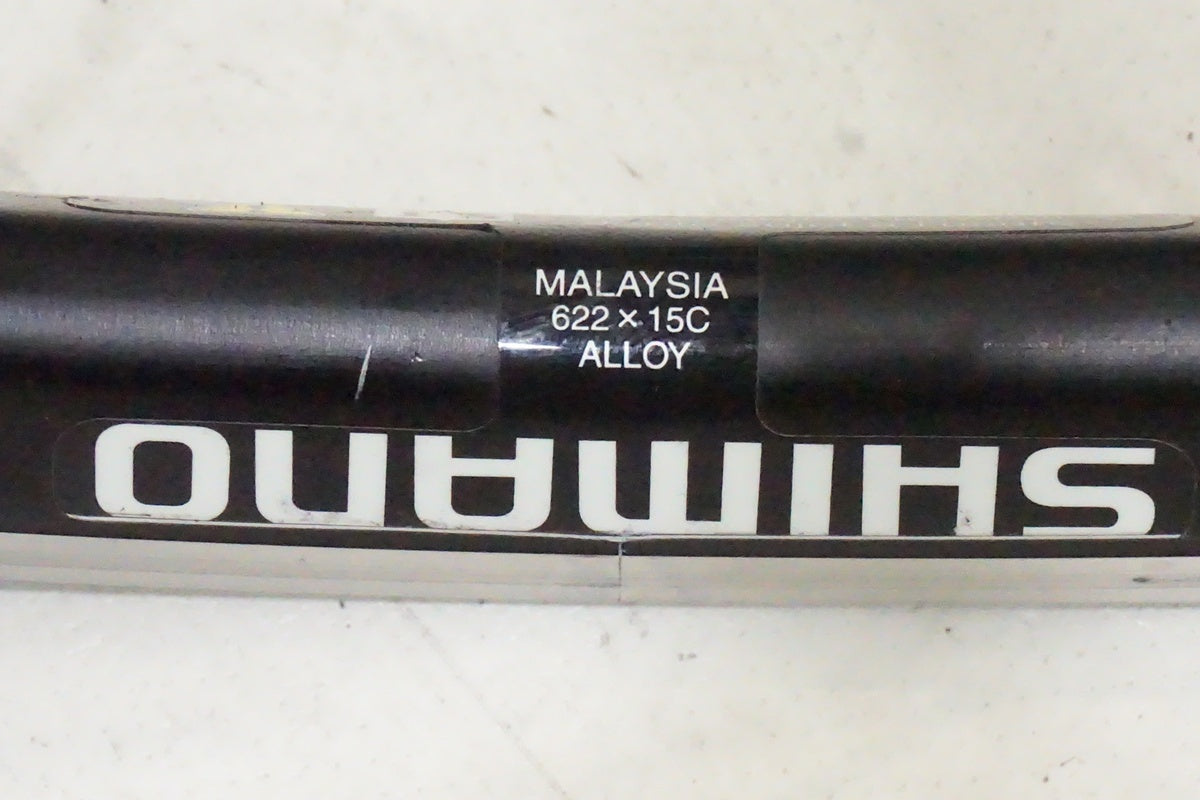 MALAYSIA
622 × 15C
ALLOY
SHIMANO